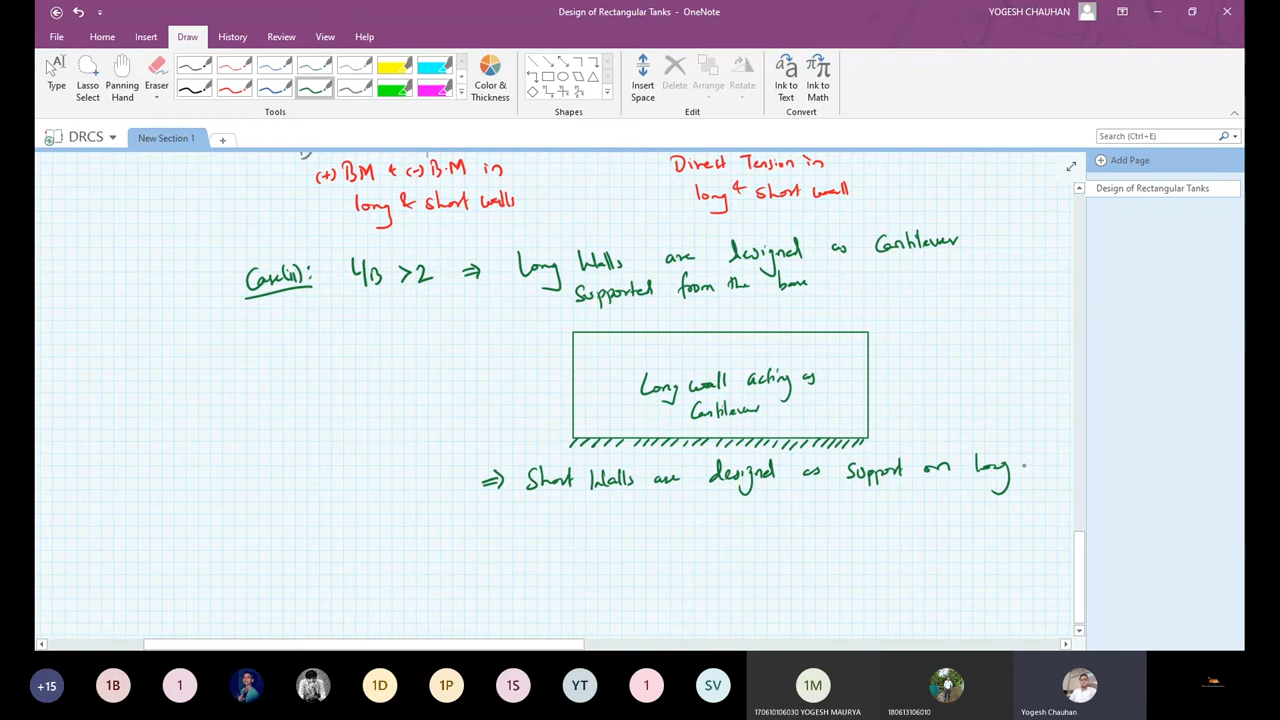 Design of Rectangular Tanks - OneNote
YOGESH CHAUHAN
File Home Insert Draw History Review View Help
Type
Lasso Select
Panning Hand
Eraser
Color & Thickness
Insert Space
Delete
Arrange
Rotate
Ink to Text
Ink to Math
Tools
Shapes
Edit
Convert
DRCS
New Section 1
Search (Ctrl+E)
Add Page
Design of Rectangular Tanks
(+) BM & (-) B.M in
long & short walls
Direct Tension in
long & short wall
Case(ii): L/B >2 ⇒ Long Walls are designed as Cantilever
supported from the base
Long wall acting as
Cantilever
⇒ Short Walls are designed as support on Long
+15
1B
1
1D
1P
1S
YT
1
SV
1M
170610106030 YOGESH MAURYA
180613106010
Yogesh Chauhan